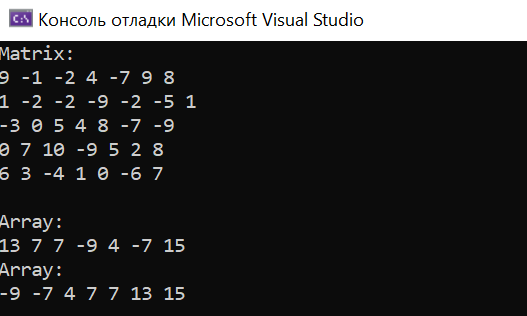 Консоль отладки Microsoft Visual Studio
Matrix:
9 -1 -2 4 -7 9 8
1 -2 -2 -9 -2 -5 1
-3 0 5 4 8 -7 -9
0 7 10 -9 5 2 8
6 3 -4 1 0 -6 7
Array:
13 7 7 -9 4 -7 15
Array:
-9 -7 4 7 7 13 15